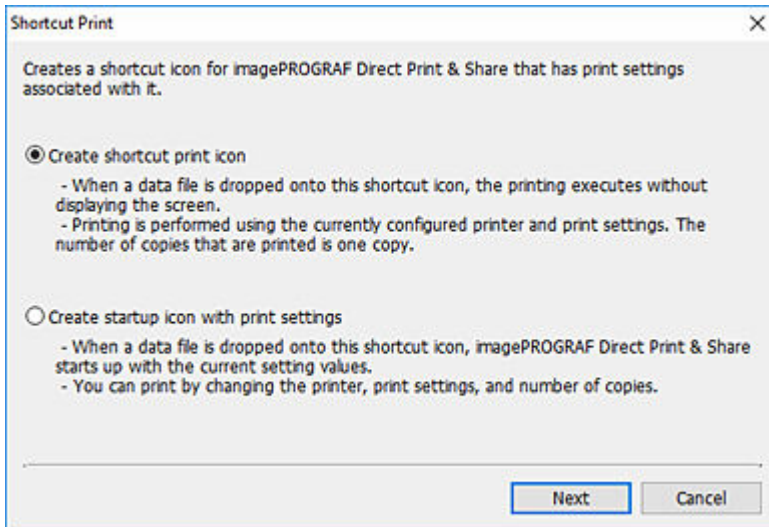 Shortcut Print
Creates a shortcut icon for imagePROGRAF Direct Print & Share that has print settings
associated with it.
Create shortcut print icon
- When a data file is dropped onto this shortcut icon, the printing executes without
displaying the screen.
- Printing is performed using the currently configured printer and print settings. The
number of copies that are printed is one copy.
Create startup icon with print settings
- When a data file is dropped onto this shortcut icon, imagePROGRAF Direct Print & Share
starts up with the current setting values.
- You can print by changing the printer, print settings, and number of copies.
Next Cancel